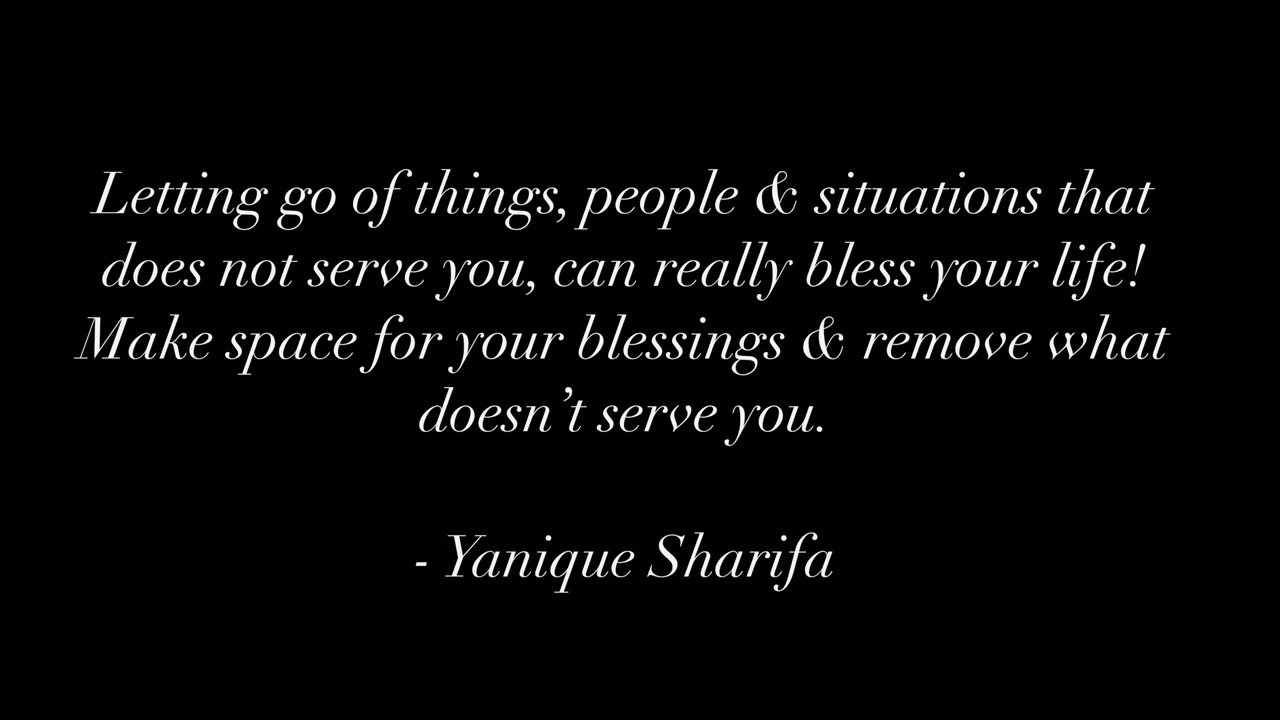 Letting go of things, people & situations that
does not serve you, can really bless your life!
Make space for your blessings & remove what
doesn’t serve you.
- Yanique Sharifa